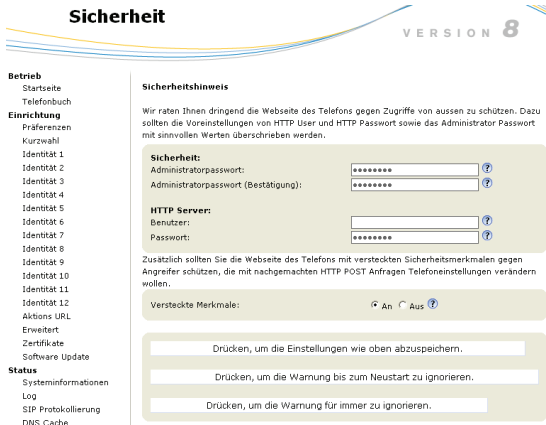 Sicherheit
VERSION 8
Betrieb
Startseite
Telefonbuch
Einrichtung
Präferenzen
Kurzwahl
Identität 1
Identität 2
Identität 3
Identität 4
Identität 5
Identität 6
Identität 7
Identität 8
Identität 9
Identität 10
Identität 11
Identität 12
Aktions URL
Erweitert
Zertifikate
Software Update
Status
Systeminformationen
Log
SIP Protokollierung
DNS Cache
Sicherheitshinweis
Wir raten Ihnen dringend die Webseite des Telefons gegen Zugriffe von aussen zu schützen. Dazu
sollten die Voreinstellungen von HTTP User und HTTP Passwort sowie das Administrator Passwort
mit sinnvollen Werten überschrieben werden.
Sicherheit:
Administratorpasswort:
Administratorpasswort (Bestätigung):
HTTP Server:
Benutzer:
Passwort:
Zusätzlich sollten Sie die Webseite des Telefons mit versteckten Sicherheitsmerkmalen gegen
Angreifer schützen, die mit nachgemachten HTTP POST Anfragen Telefoneinstellungen verändern
wollen.
Versteckte Merkmale: An Aus
Drücken, um die Einstellungen wie oben abzuspeichern.
Drücken, um die Warnung bis zum Neustart zu ignorieren.
Drücken, um die Warnung für immer zu ignorieren.